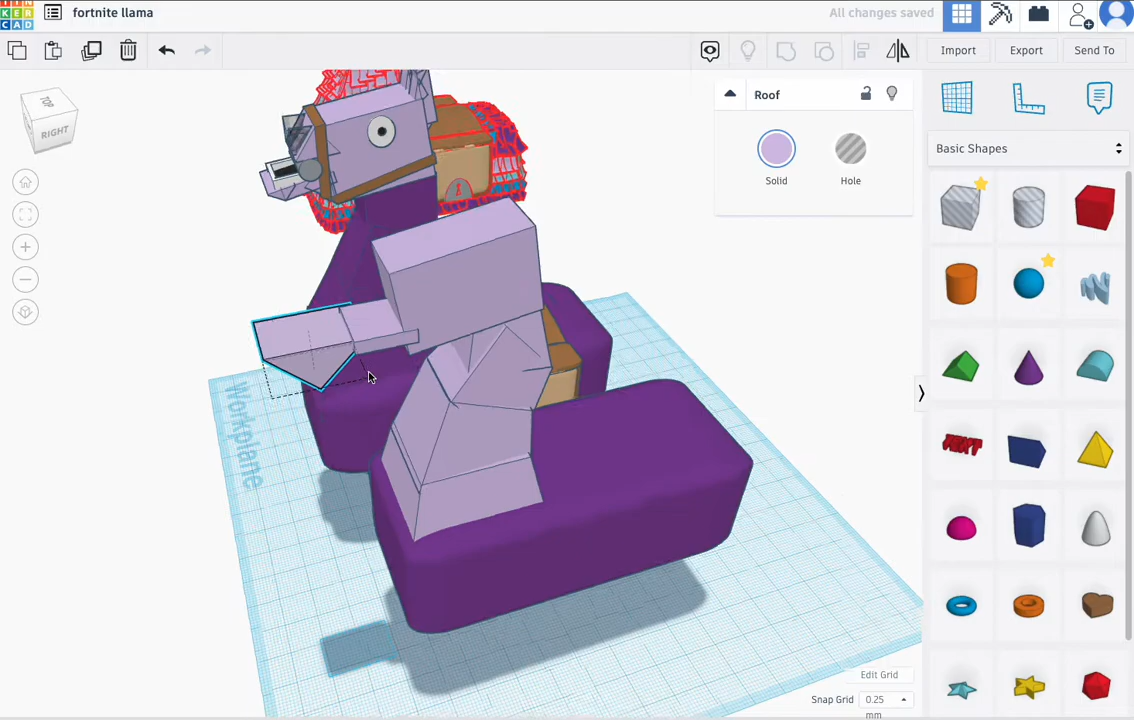 TIN
KER
CAD
fortnite llama
All changes saved
Import
Export
Send To
TOP
RIGHT
Roof
Solid
Hole
Basic Shapes
Workplane
TEXT
Edit Grid
Snap Grid
0.25
mm